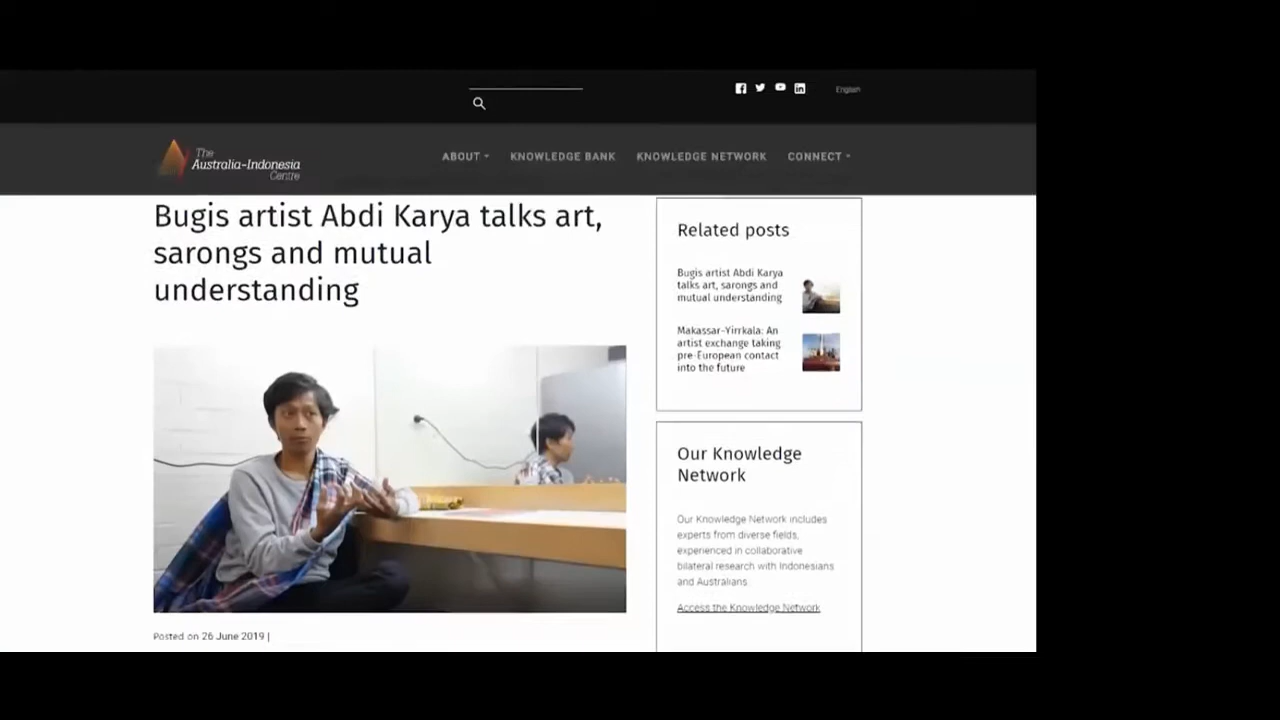 English
The
Australia-Indonesia
Centre
ABOUT
KNOWLEDGE BANK
KNOWLEDGE NETWORK
CONNECT
Bugis artist Abdi Karya talks art,
sarongs and mutual
understanding
Posted on 26 June 2019 |
Related posts
Bugis artist Abdi Karya
talks art, sarongs and
mutual understanding
Makassar-Yirrkala: An
artist exchange taking
pre-European contact
into the future
Our Knowledge
Network
Our Knowledge Network includes
experts from diverse fields,
experienced in collaborative
bilateral research with Indonesians
and Australians
Access the Knowledge Network